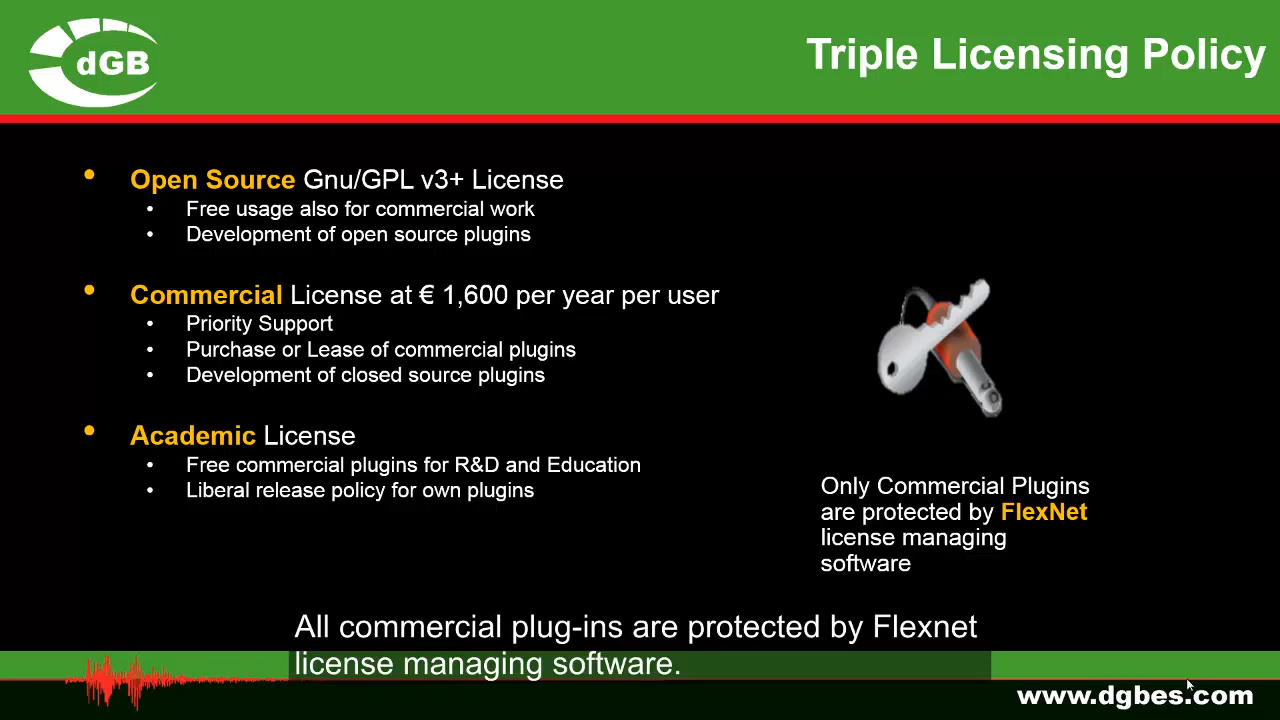 dGB
Triple Licensing Policy
• Open Source Gnu/GPL v3+ License
• Free usage also for commercial work
• Development of open source plugins
• Commercial License at € 1,600 per year per user
• Priority Support
• Purchase or Lease of commercial plugins
• Development of closed source plugins
• Academic License
• Free commercial plugins for R&D and Education
• Liberal release policy for own plugins
Only Commercial Plugins
are protected by FlexNet
license managing
software
All commercial plug-ins are protected by Flexnet
license managing software.
www.dgbes.com